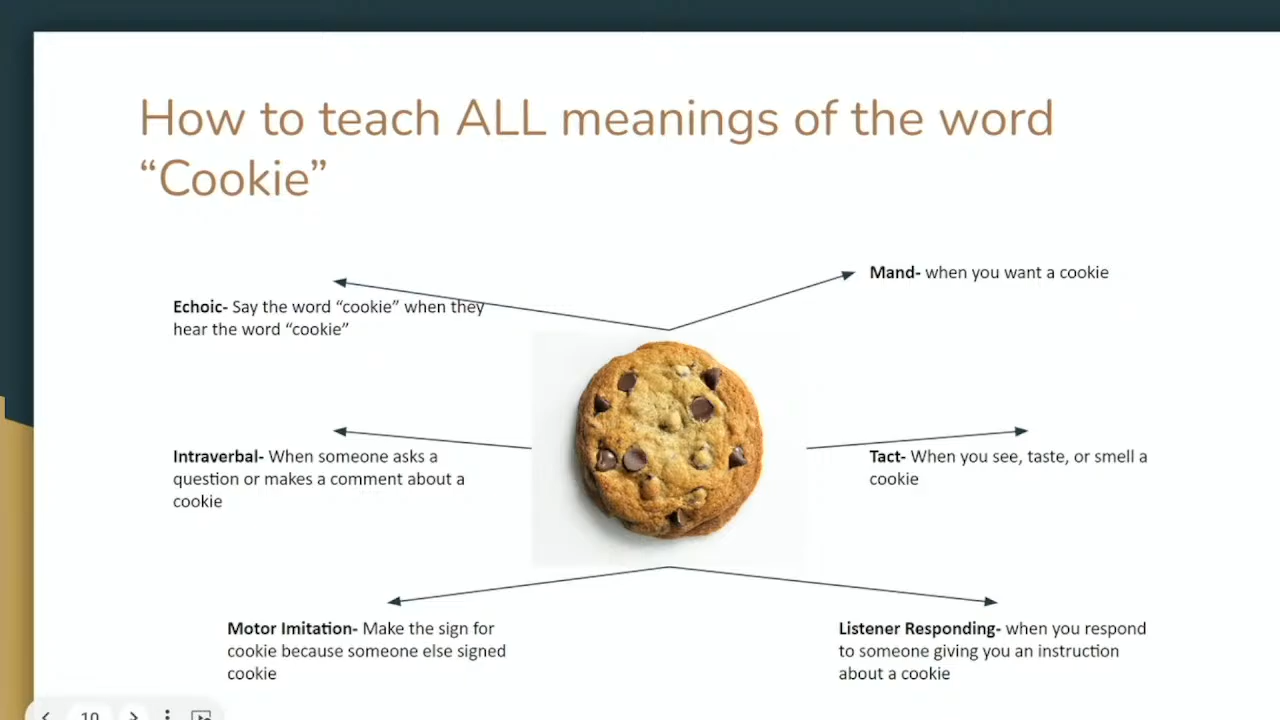 How to teach ALL meanings of the word
“Cookie”
Mand- when you want a cookie
Echoic- Say the word “cookie” when they
hear the word “cookie”
Intraverbal- When someone asks a
question or makes a comment about a
cookie
Tact- When you see, taste, or smell a
cookie
Motor Imitation- Make the sign for
cookie because someone else signed
cookie
Listener Responding- when you respond
to someone giving you an instruction
about a cookie
10